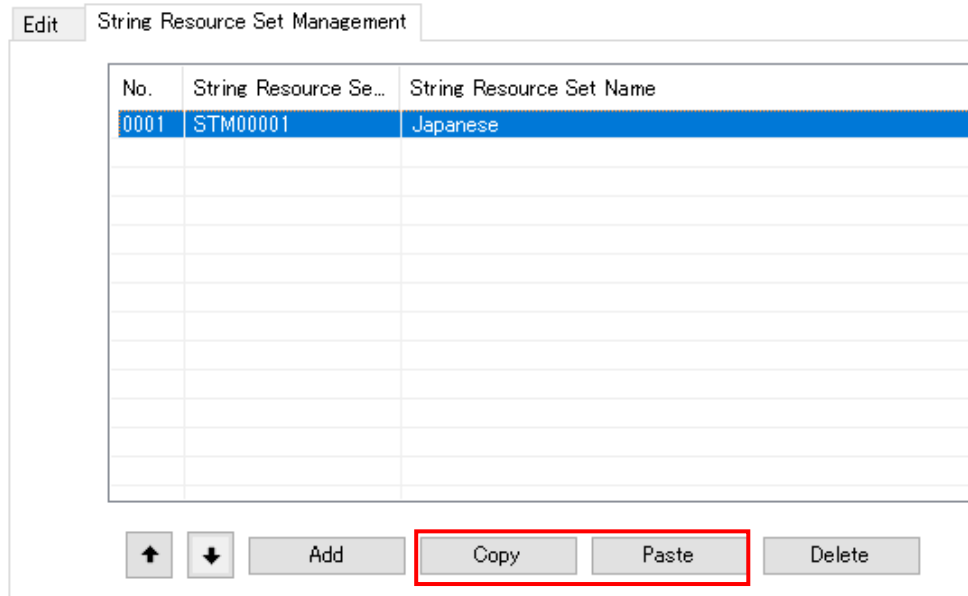 Edit String Resource Set Management
No. String Resource Se... String Resource Set Name
0001 STM00001 Japanese
Add Copy Paste Delete